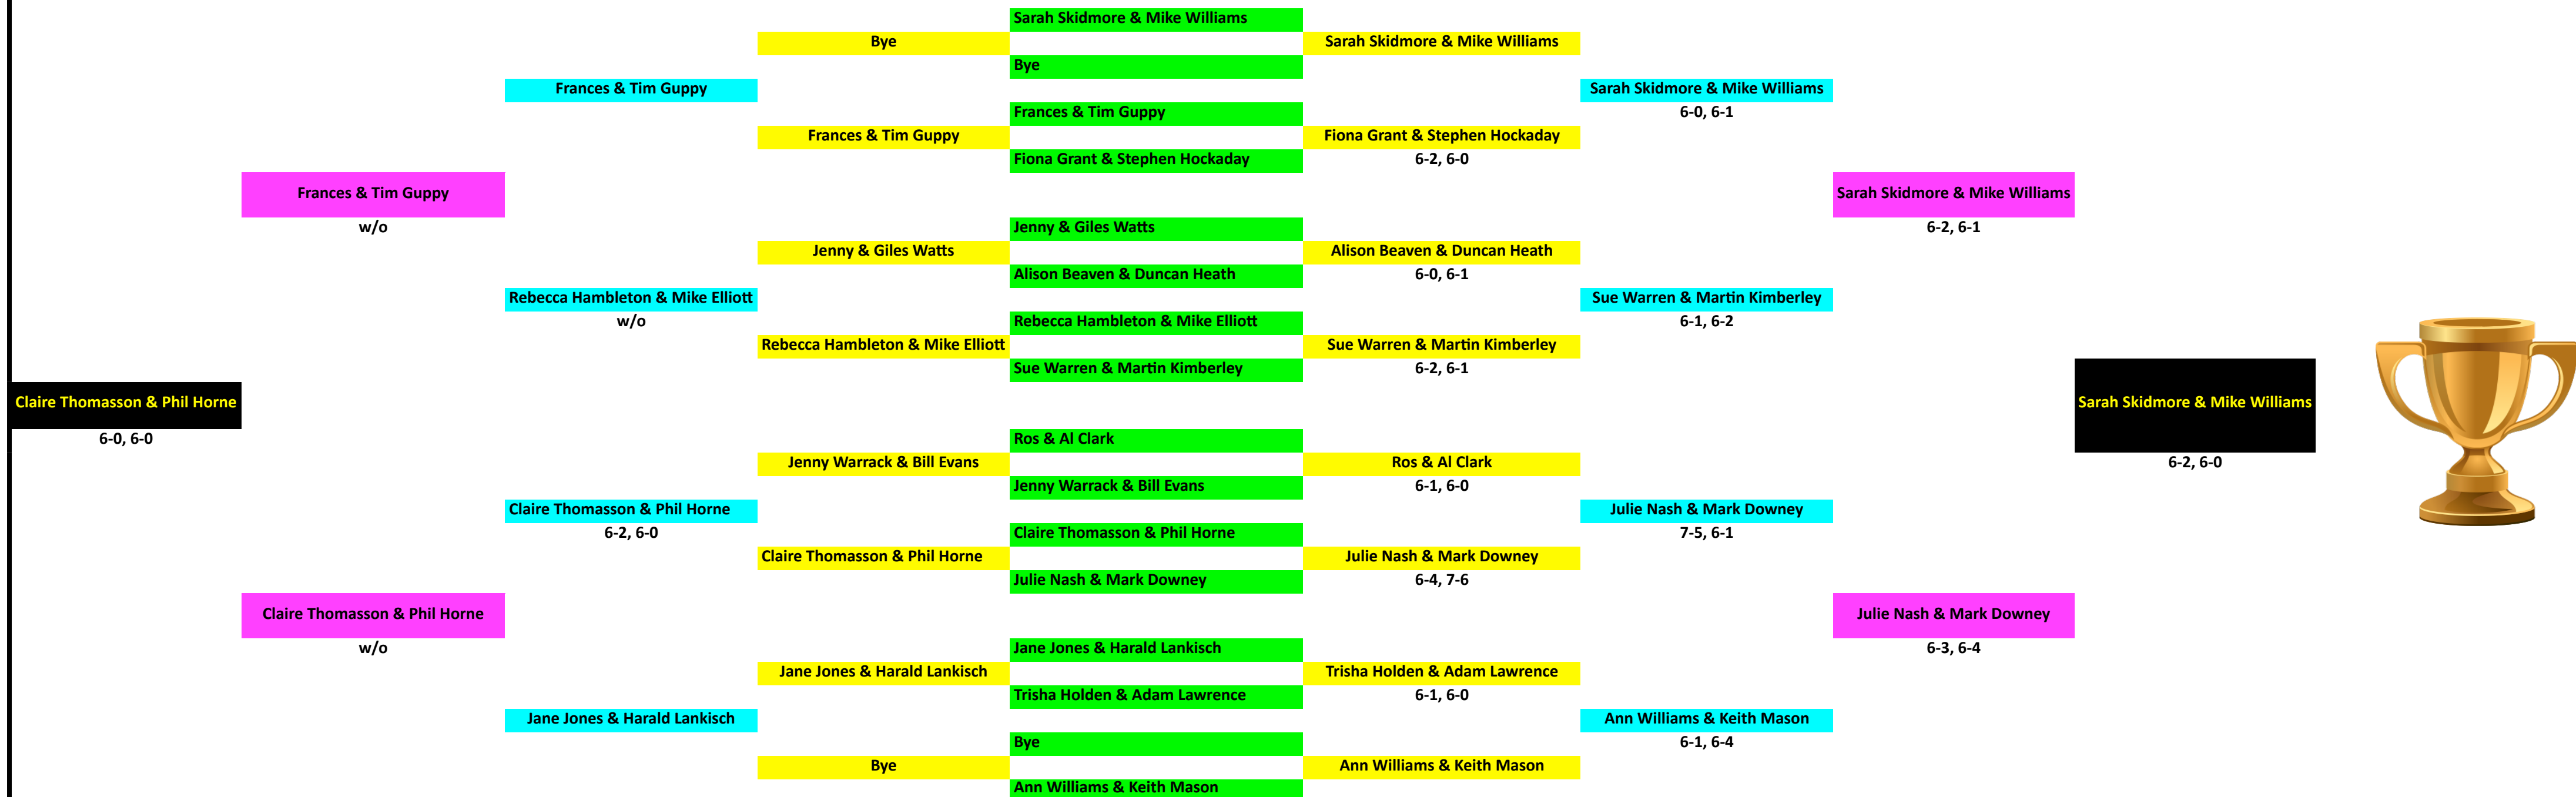 Sarah Skidmore & Mike Williams
Bye
Sarah Skidmore & Mike Williams
Bye
Frances & Tim Guppy
Sarah Skidmore & Mike Williams
Frances & Tim Guppy
6-0, 6-1
Frances & Tim Guppy
Fiona Grant & Stephen Hockaday
Fiona Grant & Stephen Hockaday
6-2, 6-0
Frances & Tim Guppy
Sarah Skidmore & Mike Williams
w/o
Jenny & Giles Watts
6-2, 6-1
Jenny & Giles Watts
Alison Beaven & Duncan Heath
Alison Beaven & Duncan Heath
6-0, 6-1
Rebecca Hambleton & Mike Elliott
Sue Warren & Martin Kimberley
w/o
Rebecca Hambleton & Mike Elliott
6-1, 6-2
Rebecca Hambleton & Mike Elliott
Sue Warren & Martin Kimberley
Sue Warren & Martin Kimberley
6-2, 6-1
Claire Thomasson & Phil Horne
Sarah Skidmore & Mike Williams
6-0, 6-0
Ros & Al Clark
Jenny Warrack & Bill Evans
Ros & Al Clark
6-2, 6-0
Jenny Warrack & Bill Evans
6-1, 6-0
Claire Thomasson & Phil Horne
Julie Nash & Mark Downey
6-2, 6-0
Claire Thomasson & Phil Horne
7-5, 6-1
Claire Thomasson & Phil Horne
Julie Nash & Mark Downey
Julie Nash & Mark Downey
6-4, 7-6
Claire Thomasson & Phil Horne
Julie Nash & Mark Downey
w/o
Jane Jones & Harald Lankisch
6-3, 6-4
Jane Jones & Harald Lankisch
Trisha Holden & Adam Lawrence
Trisha Holden & Adam Lawrence
6-1, 6-0
Jane Jones & Harald Lankisch
Ann Williams & Keith Mason
Bye
6-1, 6-4
Bye
Ann Williams & Keith Mason
Ann Williams & Keith Mason